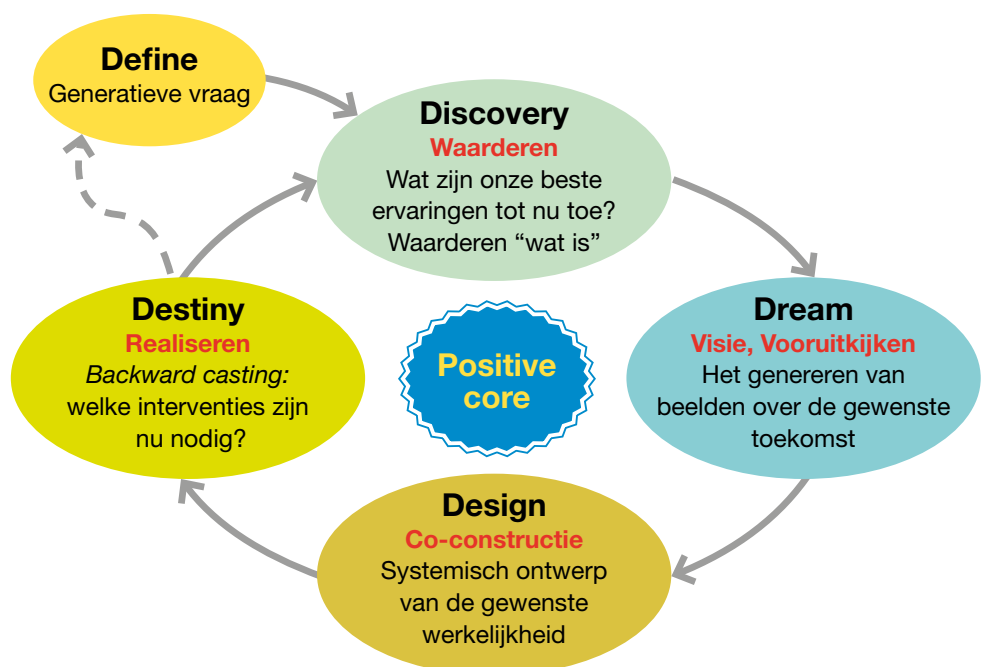 Define
Generatieve vraag
Discovery
Waarderen
Wat zijn onze beste
ervaringen tot nu toe?
Waarderen “wat is”
Dream
Visie, Vooruitkijken
Het genereren van
beelden over de gewenste
toekomst
Design
Co-constructie
Systemisch ontwerp
van de gewenste
werkelijkheid
Destiny
Realiseren
Backward casting:
welke interventies zijn
nu nodig?
Positive
core